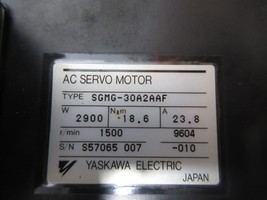 AC SERVO MOTOR
TYPE SGMG-30A2AAF
W 2900 N·m 18.6 A 23.8
r/min 1500 9604
S/N S57065 007 -010
YASKAWA ELECTRIC
JAPAN